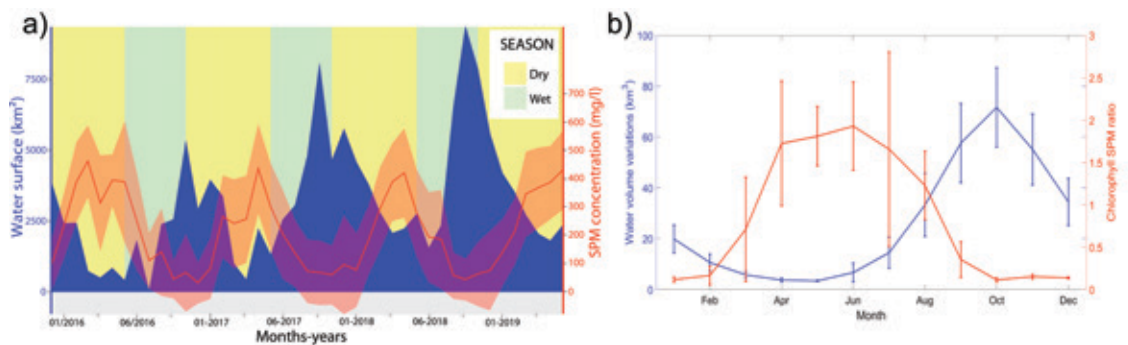 a)
SEASON
Dry
Wet
Water surface (km²)
7500
5000
2500
0
SPM concentration (mg/l)
700
600
500
400
300
200
100
0
01/2016
06/2016
01-2017
06-2017
01-2018
06-2018
01-2019
Months-years
b)
Water volume variations (km³)
100
80
60
40
20
0
Chlorophyll SPM ratio
3
2.5
2
1.5
1
0.5
0
Feb
Apr
Jun
Aug
Oct
Dec
Month